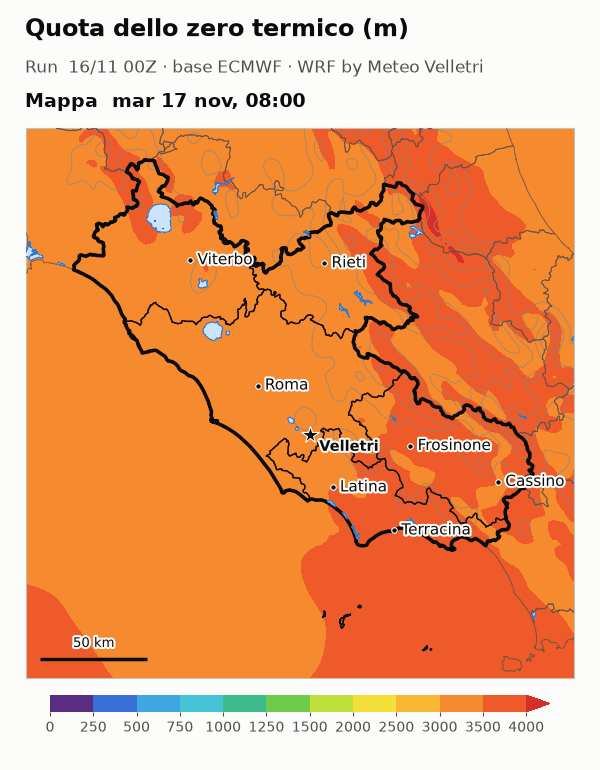 Quota dello zero termico (m)
Run  16/11 00Z · base ECMWF · WRF by Meteo Velletri
Mappa  mar 17 nov, 08:00
Viterbo
Rieti
Roma
Velletri
Frosinone
Cassino
Latina
Terracina
50 km
0 250 500 750 1000 1250 1500 2000 2500 3000 3500 4000